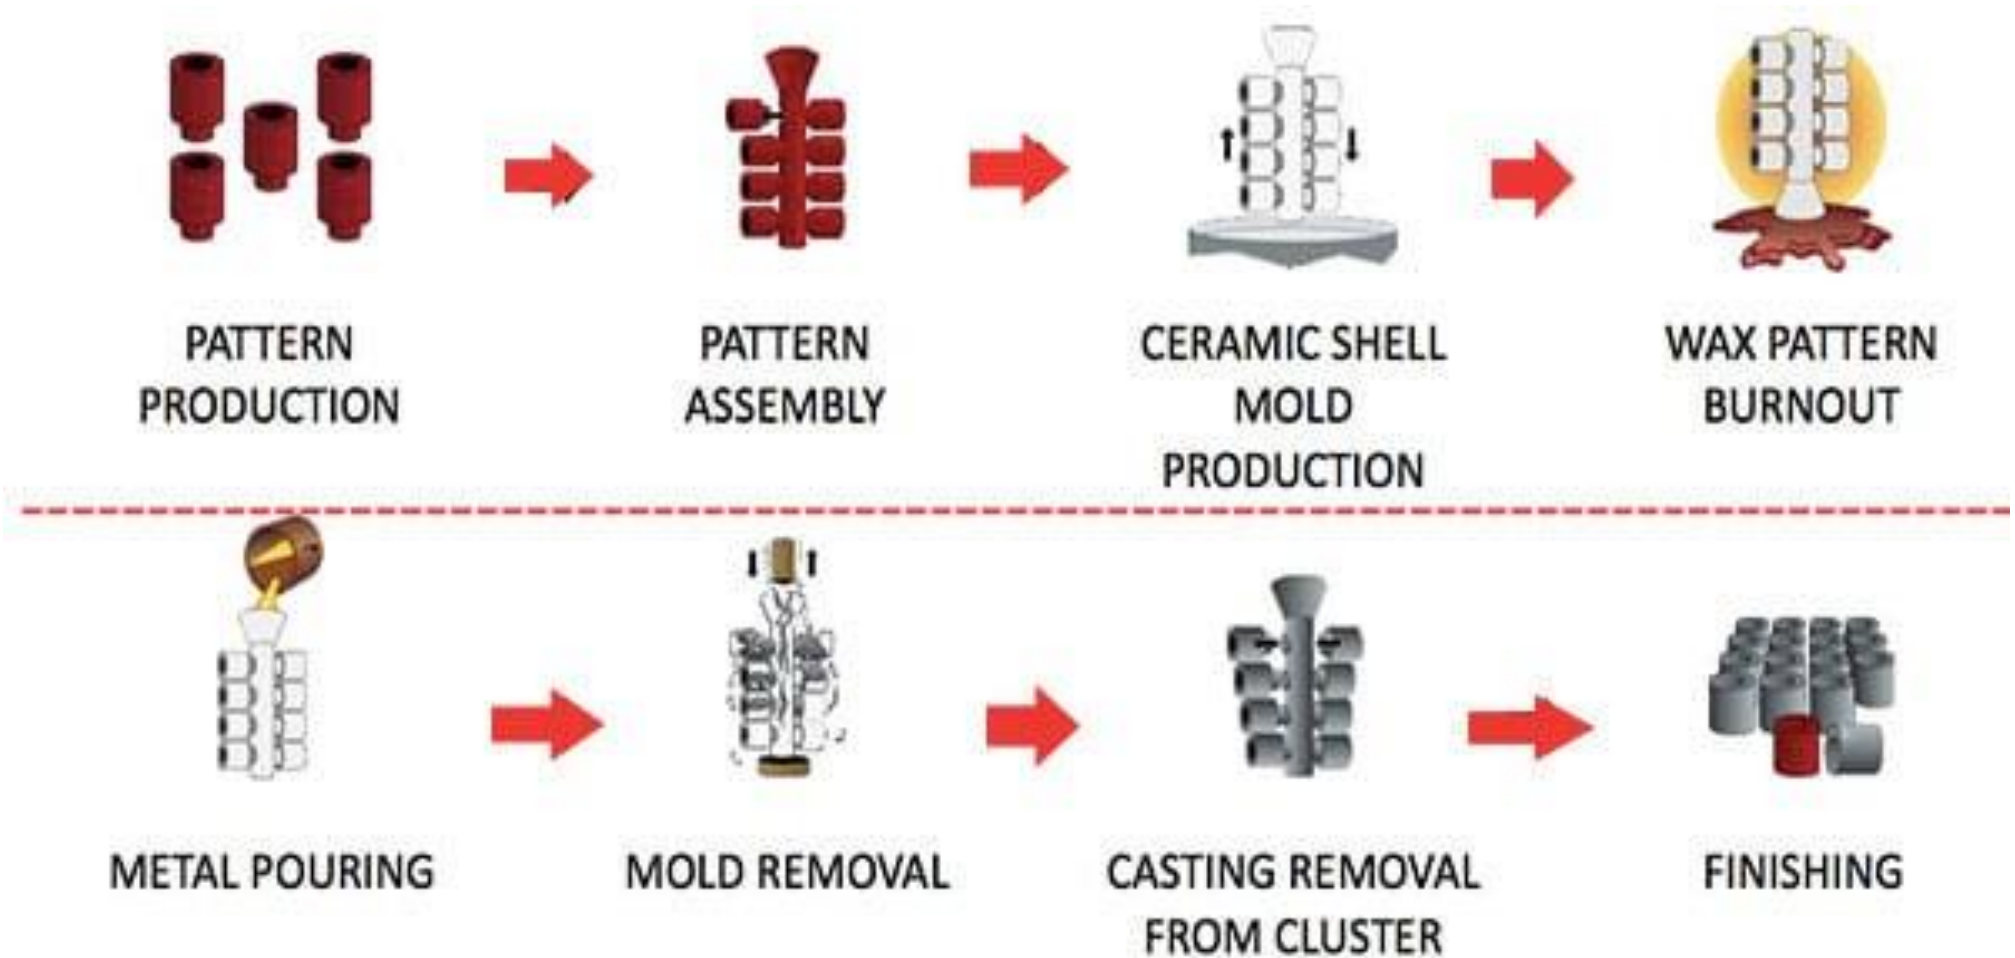 PATTERN
PRODUCTION
PATTERN
ASSEMBLY
CERAMIC SHELL
MOLD
PRODUCTION
WAX PATTERN
BURNOUT
METAL POURING
MOLD REMOVAL
CASTING REMOVAL
FROM CLUSTER
FINISHING